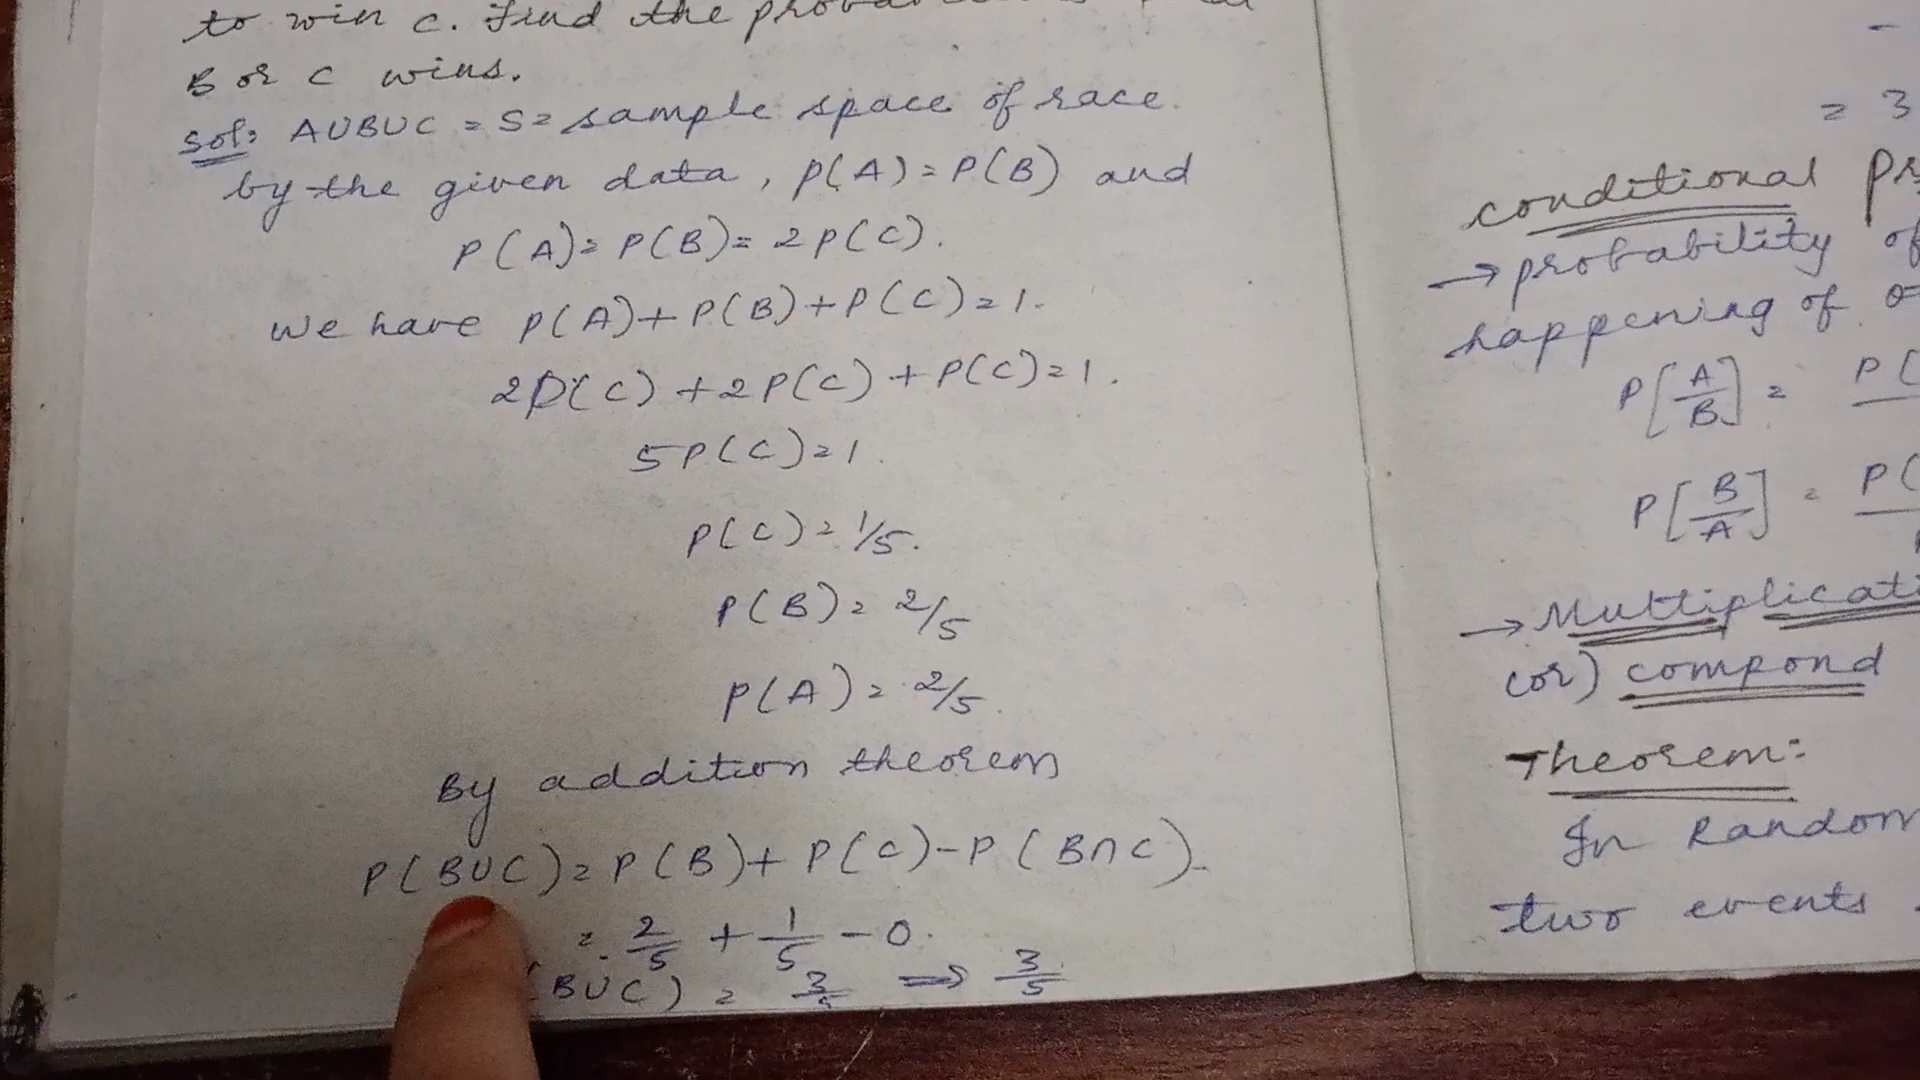 to win c. Find the
B or C wins.
Sol: AUBUC = S = sample space of race.
by the given data, P(A) = P(B) and
P(A) = P(B) = 2P(C).
We have P(A) + P(B) + P(C) = 1.
2P(C) + 2P(C) + P(C) = 1.
5P(C) = 1.
P(C) = 1/5.
P(B) = 2/5
P(A) = 2/5.
By addition theorem
P(BUC) = P(B) + P(C) - P(B∩C).
= 2/5 + 1/5 - 0.
(BUC) = 3/5 ⇒ 3/5
-
= 3
conditional Pr
→ probability of
happening of
P[A/B] = P(
P[B/A] = P(
→ Multiplicati
(or) compond
Theorem:
In Random
two events